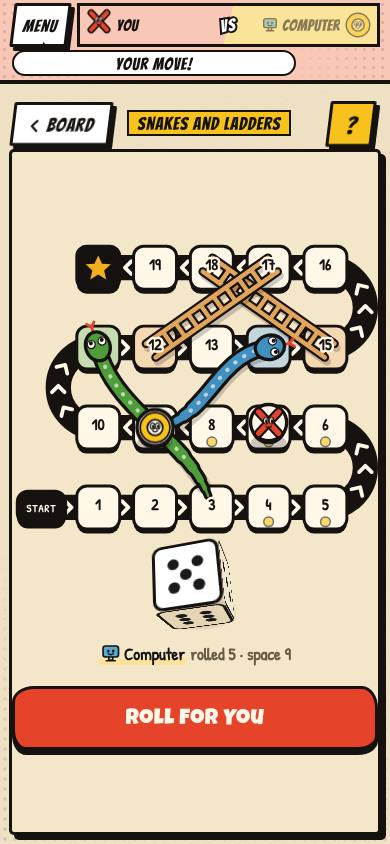 MENU
YOU
VS
COMPUTER
YOUR MOVE!
< BOARD
SNAKES AND LADDERS
?
19
18
17
16
12
13
15
10
8
6
START
1
2
3
4
5
Computer rolled 5 · space 9
ROLL FOR YOU